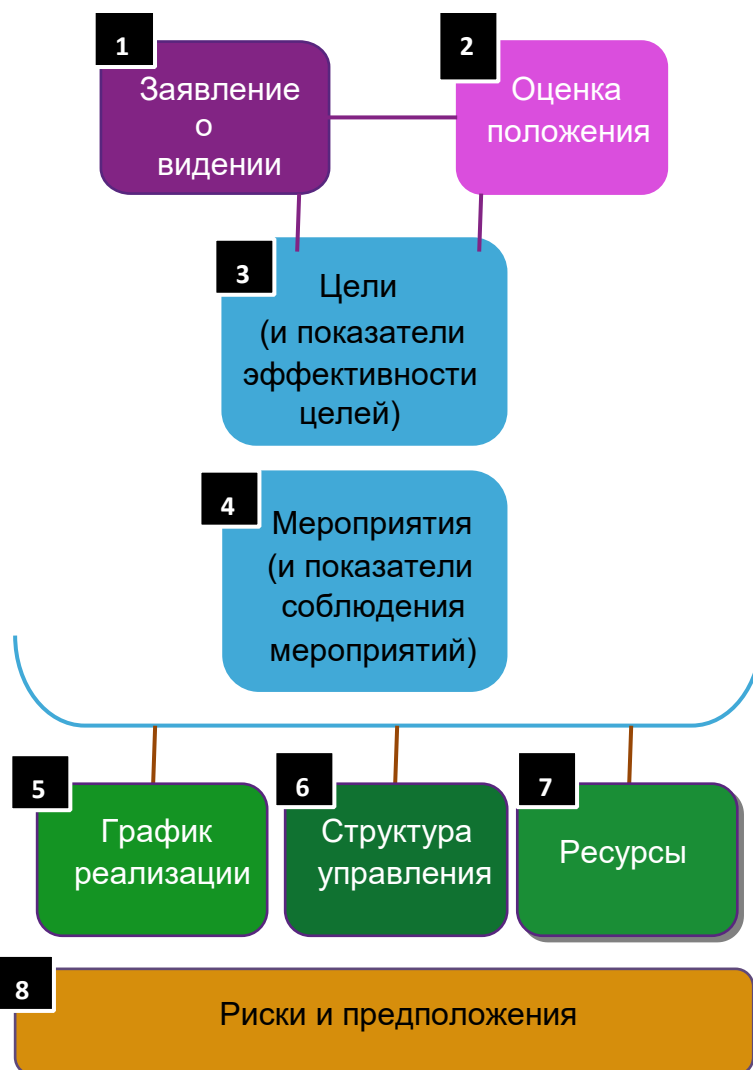 1
Заявление
о
видении
2
Оценка
положения
3
Цели
(и показатели
эффективности
целей)
4
Мероприятия
(и показатели
соблюдения
мероприятий)
5
График
реализации
6
Структура
управления
7
Ресурсы
8
Риски и предположения